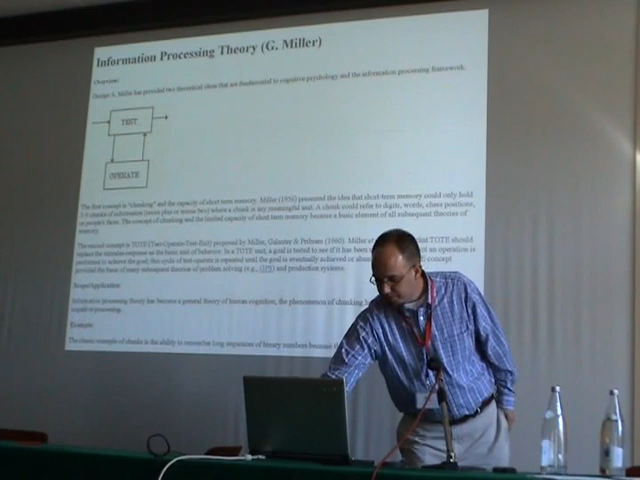 Information Processing Theory (G. Miller)
Overview:
George A. Miller has provided two theoretical ideas that are fundamental to cognitive psychology and the information processing framework.
TEST
OPERATE
The first concept is "chunking" and the capacity of short term memory. Miller (1956) presented the idea that short-term memory could only hold
5-9 chunks of information (seven plus or minus two) where a chunk is any meaningful unit. A chunk could refer to digits, words, chess positions,
or people's faces. The concept of chunking and the limited capacity of short term memory became a basic element of all subsequent theories of
memory.
The second concept is TOTE (Test-Operate-Test-Exit) proposed by Miller, Galanter & Pribram (1960). Miller et that TOTE should
replace the stimulus-response as the basic unit of behavior. In a TOTE unit, a goal is tested to see if it has been an operation is
performed to achieve the goal; this cycle of test-operate is repeated until the goal is eventually achieved or concept
provided the basis of many subsequent theories of problem solving (e.g., GPS) and production systems.
Scope/Application:
Information processing theory has become a general theory of human cognition; the phenomenon of chunking
cognitive processing.
Example:
The classic example of chunks is the ability to remember long sequences of binary numbers because